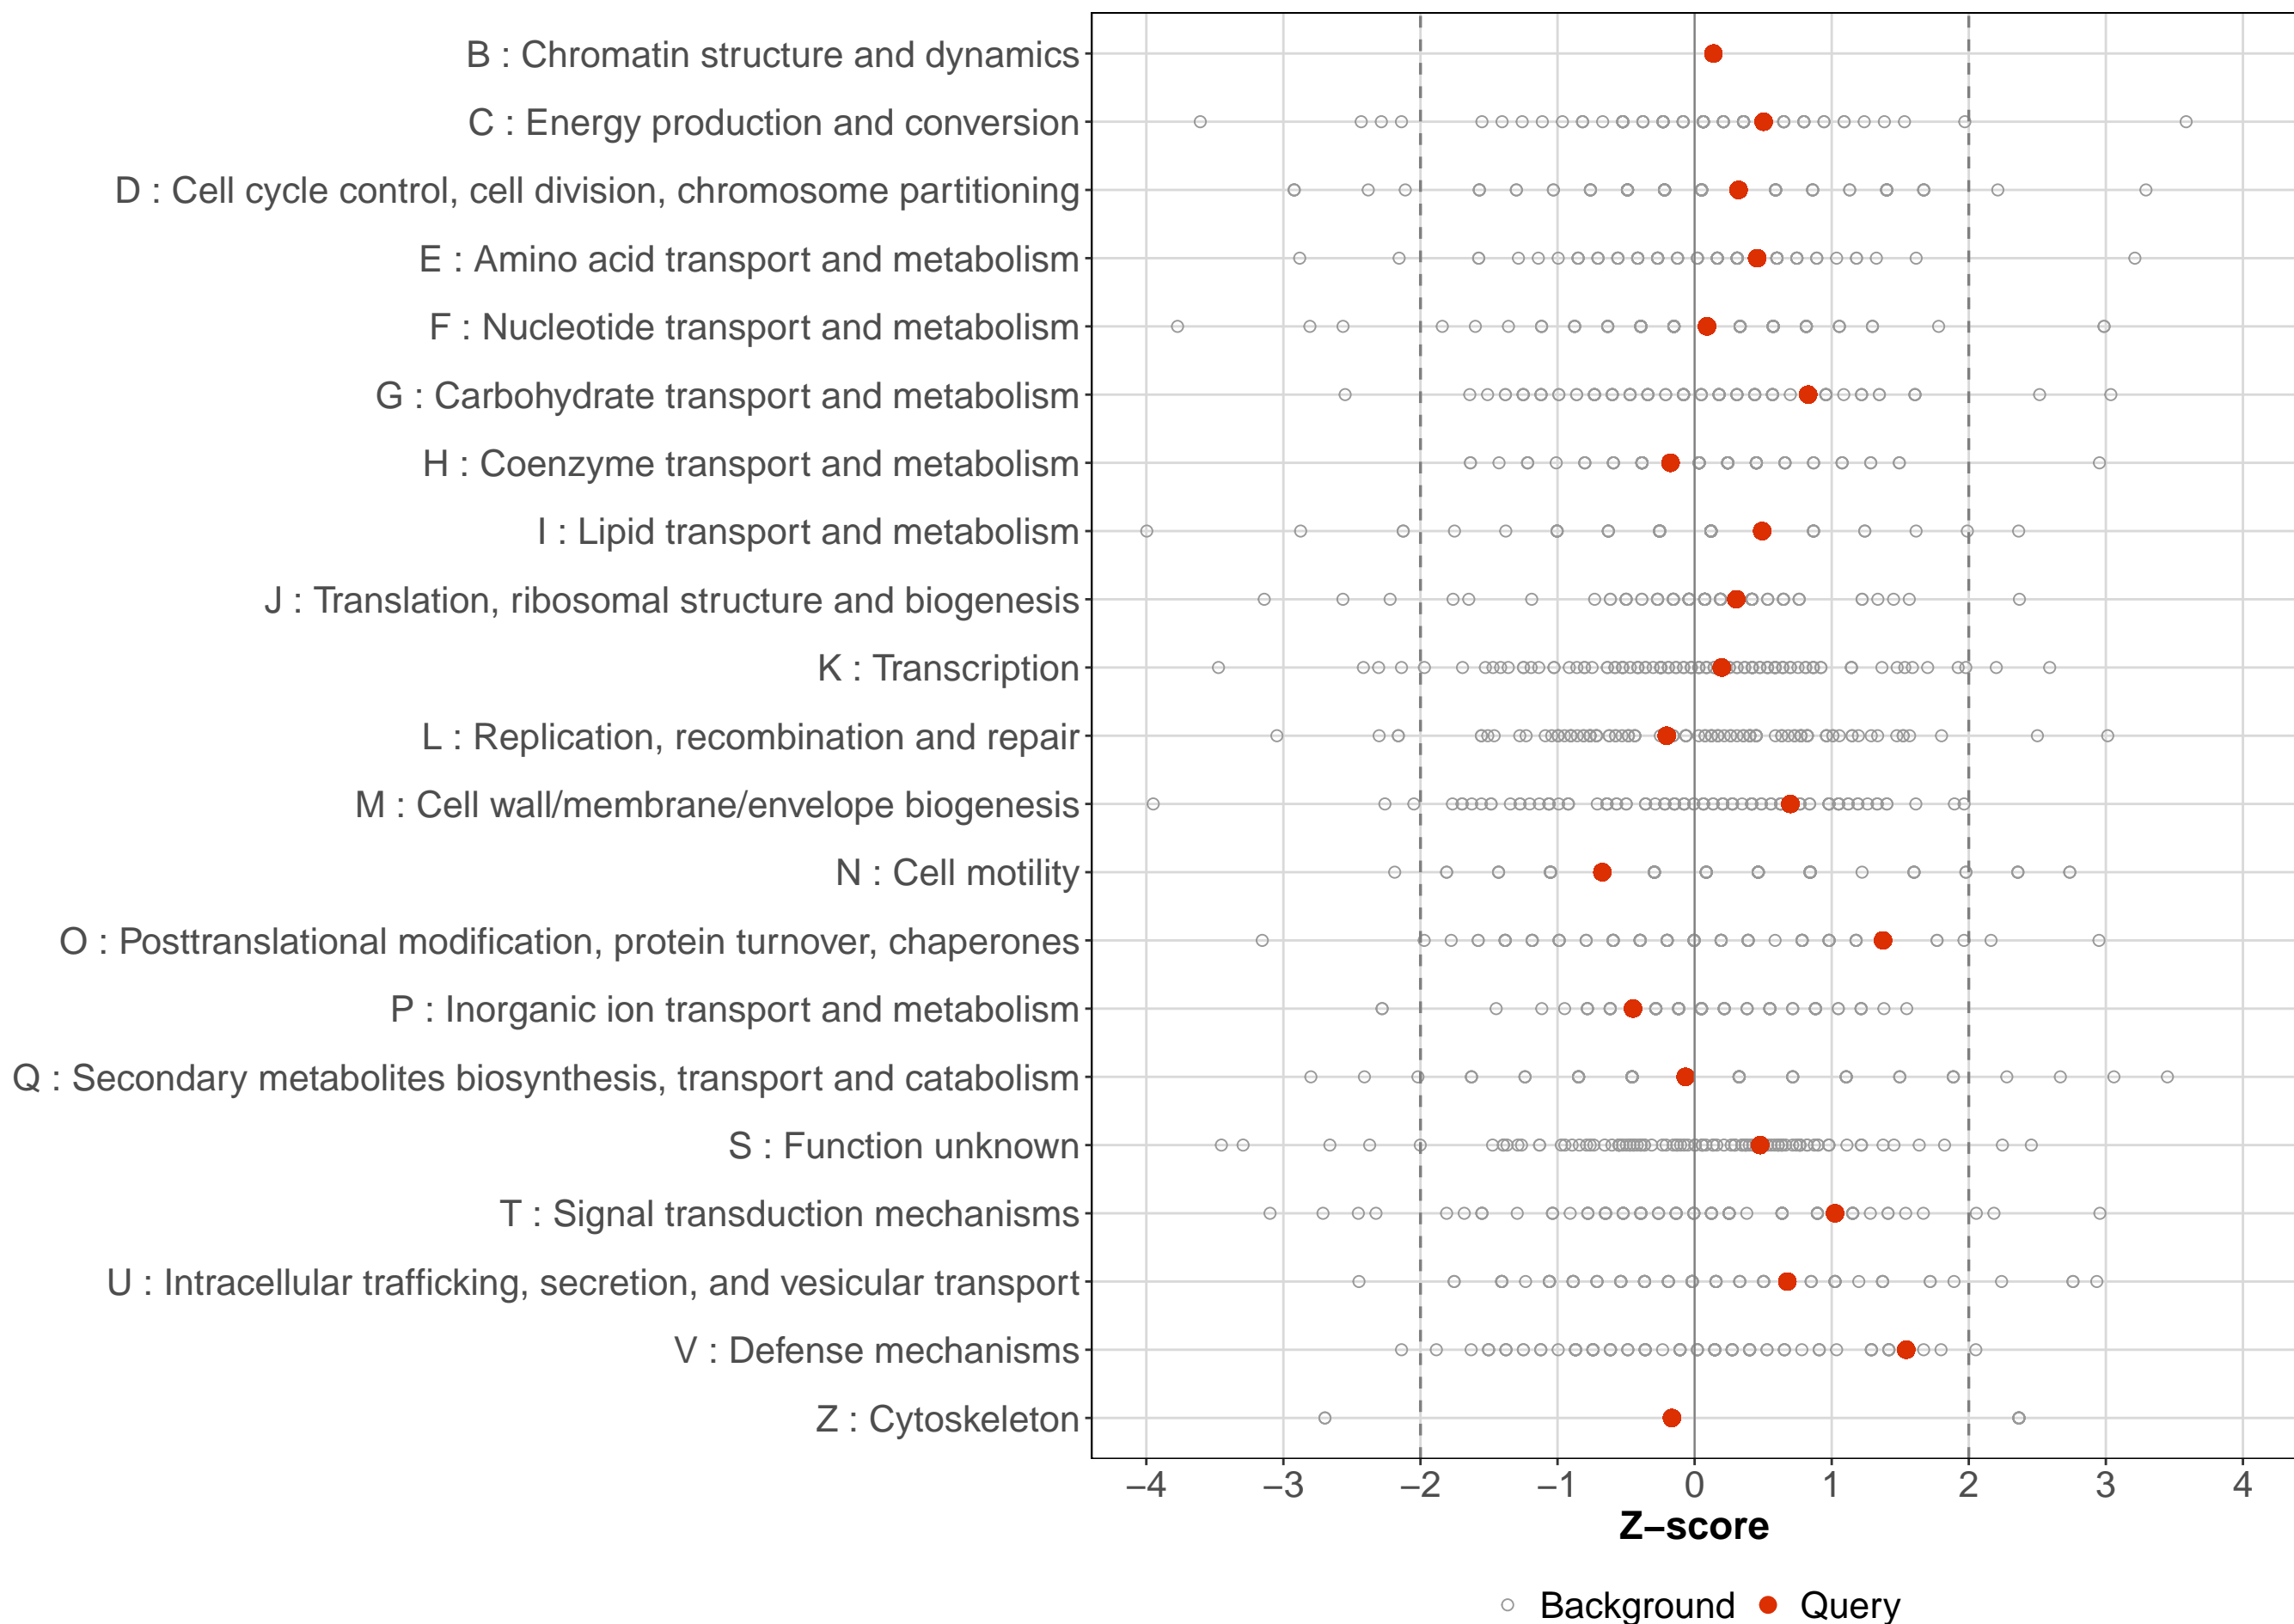 B : Chromatin structure and dynamics
C : Energy production and conversion
D : Cell cycle control, cell division, chromosome partitioning
E : Amino acid transport and metabolism
F : Nucleotide transport and metabolism
G : Carbohydrate transport and metabolism
H : Coenzyme transport and metabolism
I : Lipid transport and metabolism
J : Translation, ribosomal structure and biogenesis
K : Transcription
L : Replication, recombination and repair
M : Cell wall/membrane/envelope biogenesis
N : Cell motility
O : Posttranslational modification, protein turnover, chaperones
P : Inorganic ion transport and metabolism
Q : Secondary metabolites biosynthesis, transport and catabolism
S : Function unknown
T : Signal transduction mechanisms
U : Intracellular trafficking, secretion, and vesicular transport
V : Defense mechanisms
Z : Cytoskeleton
−4 −3 −2 −1 0 1 2 3 4
Z−score
Background Query